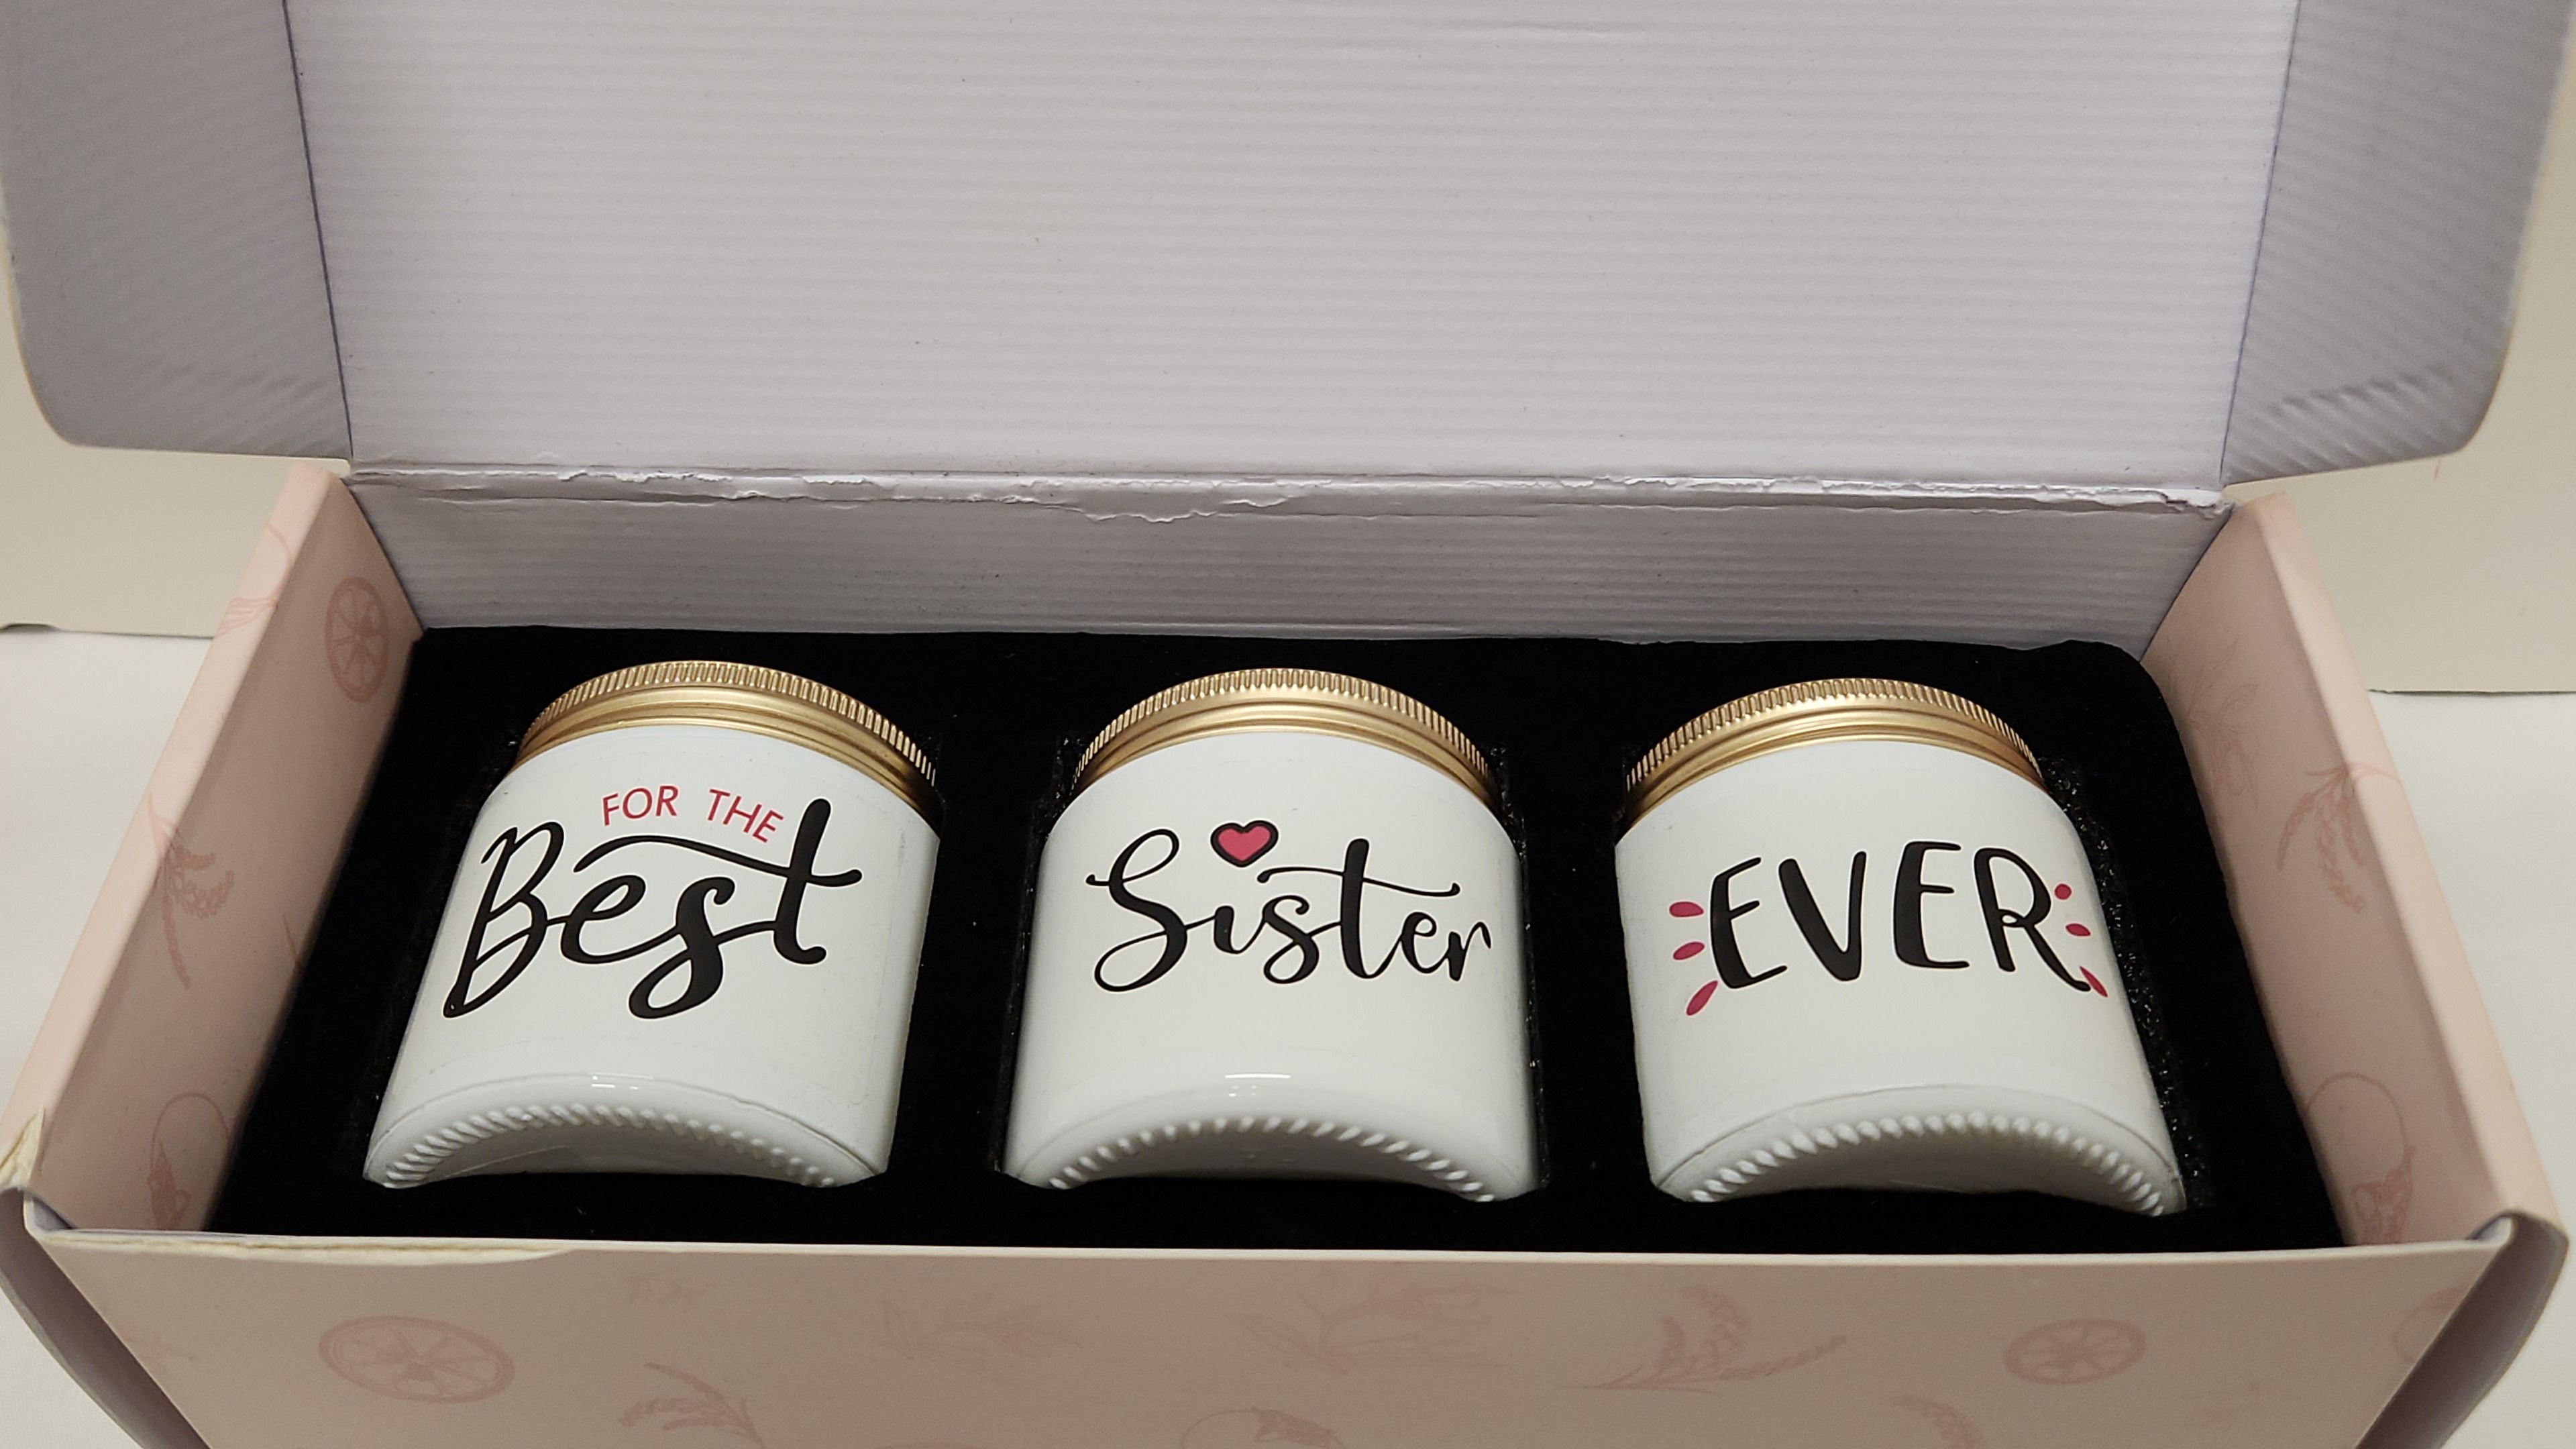 FOR THE
Best
Sister
EVER